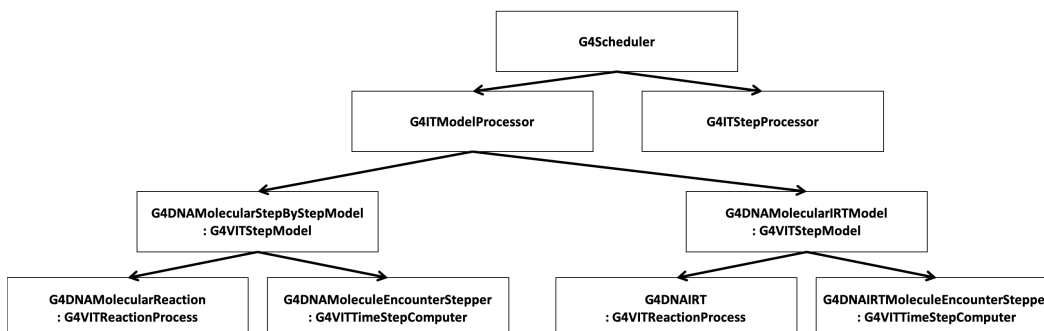 G4Scheduler
G4ITModelProcessor
G4ITStepProcessor
G4DNAMolecularStepByStepModel
: G4VITStepModel
G4DNAMolecularIRTModel
: G4VITStepModel
G4DNAMolecularReaction
: G4VITReactionProcess
G4DNAMoleculeEncounterStepper
: G4VITTimeStepComputer
G4DNAIRT
: G4VITReactionProcess
G4DNAIRTMoleculeEncounterSteppe
: G4VITTimeStepComputer